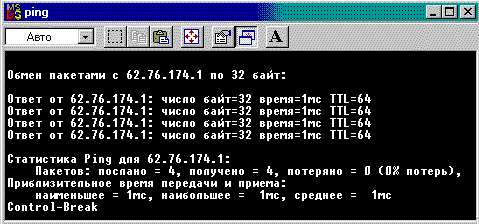 MS DOS ping
Авто
A
Обмен пакетами с 62.76.174.1 по 32 байт:
Ответ от 62.76.174.1: число байт=32 время=1мс TTL=64
Ответ от 62.76.174.1: число байт=32 время=1мс TTL=64
Ответ от 62.76.174.1: число байт=32 время=1мс TTL=64
Ответ от 62.76.174.1: число байт=32 время=1мс TTL=64
Статистика Ping для 62.76.174.1:
Пакетов: послано = 4, получено = 4, потеряно = 0 (0% потерь),
Приблизительное время передачи и приема:
наименьшее = 1мс, наибольшее =  1мс, среднее =  1мс
Control-Break